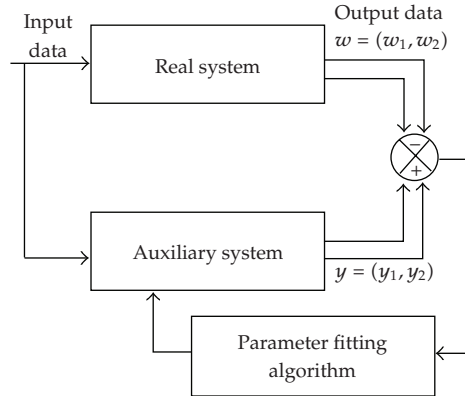 Input
data
Output data
w = (w₁, w₂)
Real system
−
+
Auxiliary system
y = (y₁, y₂)
Parameter fitting
algorithm